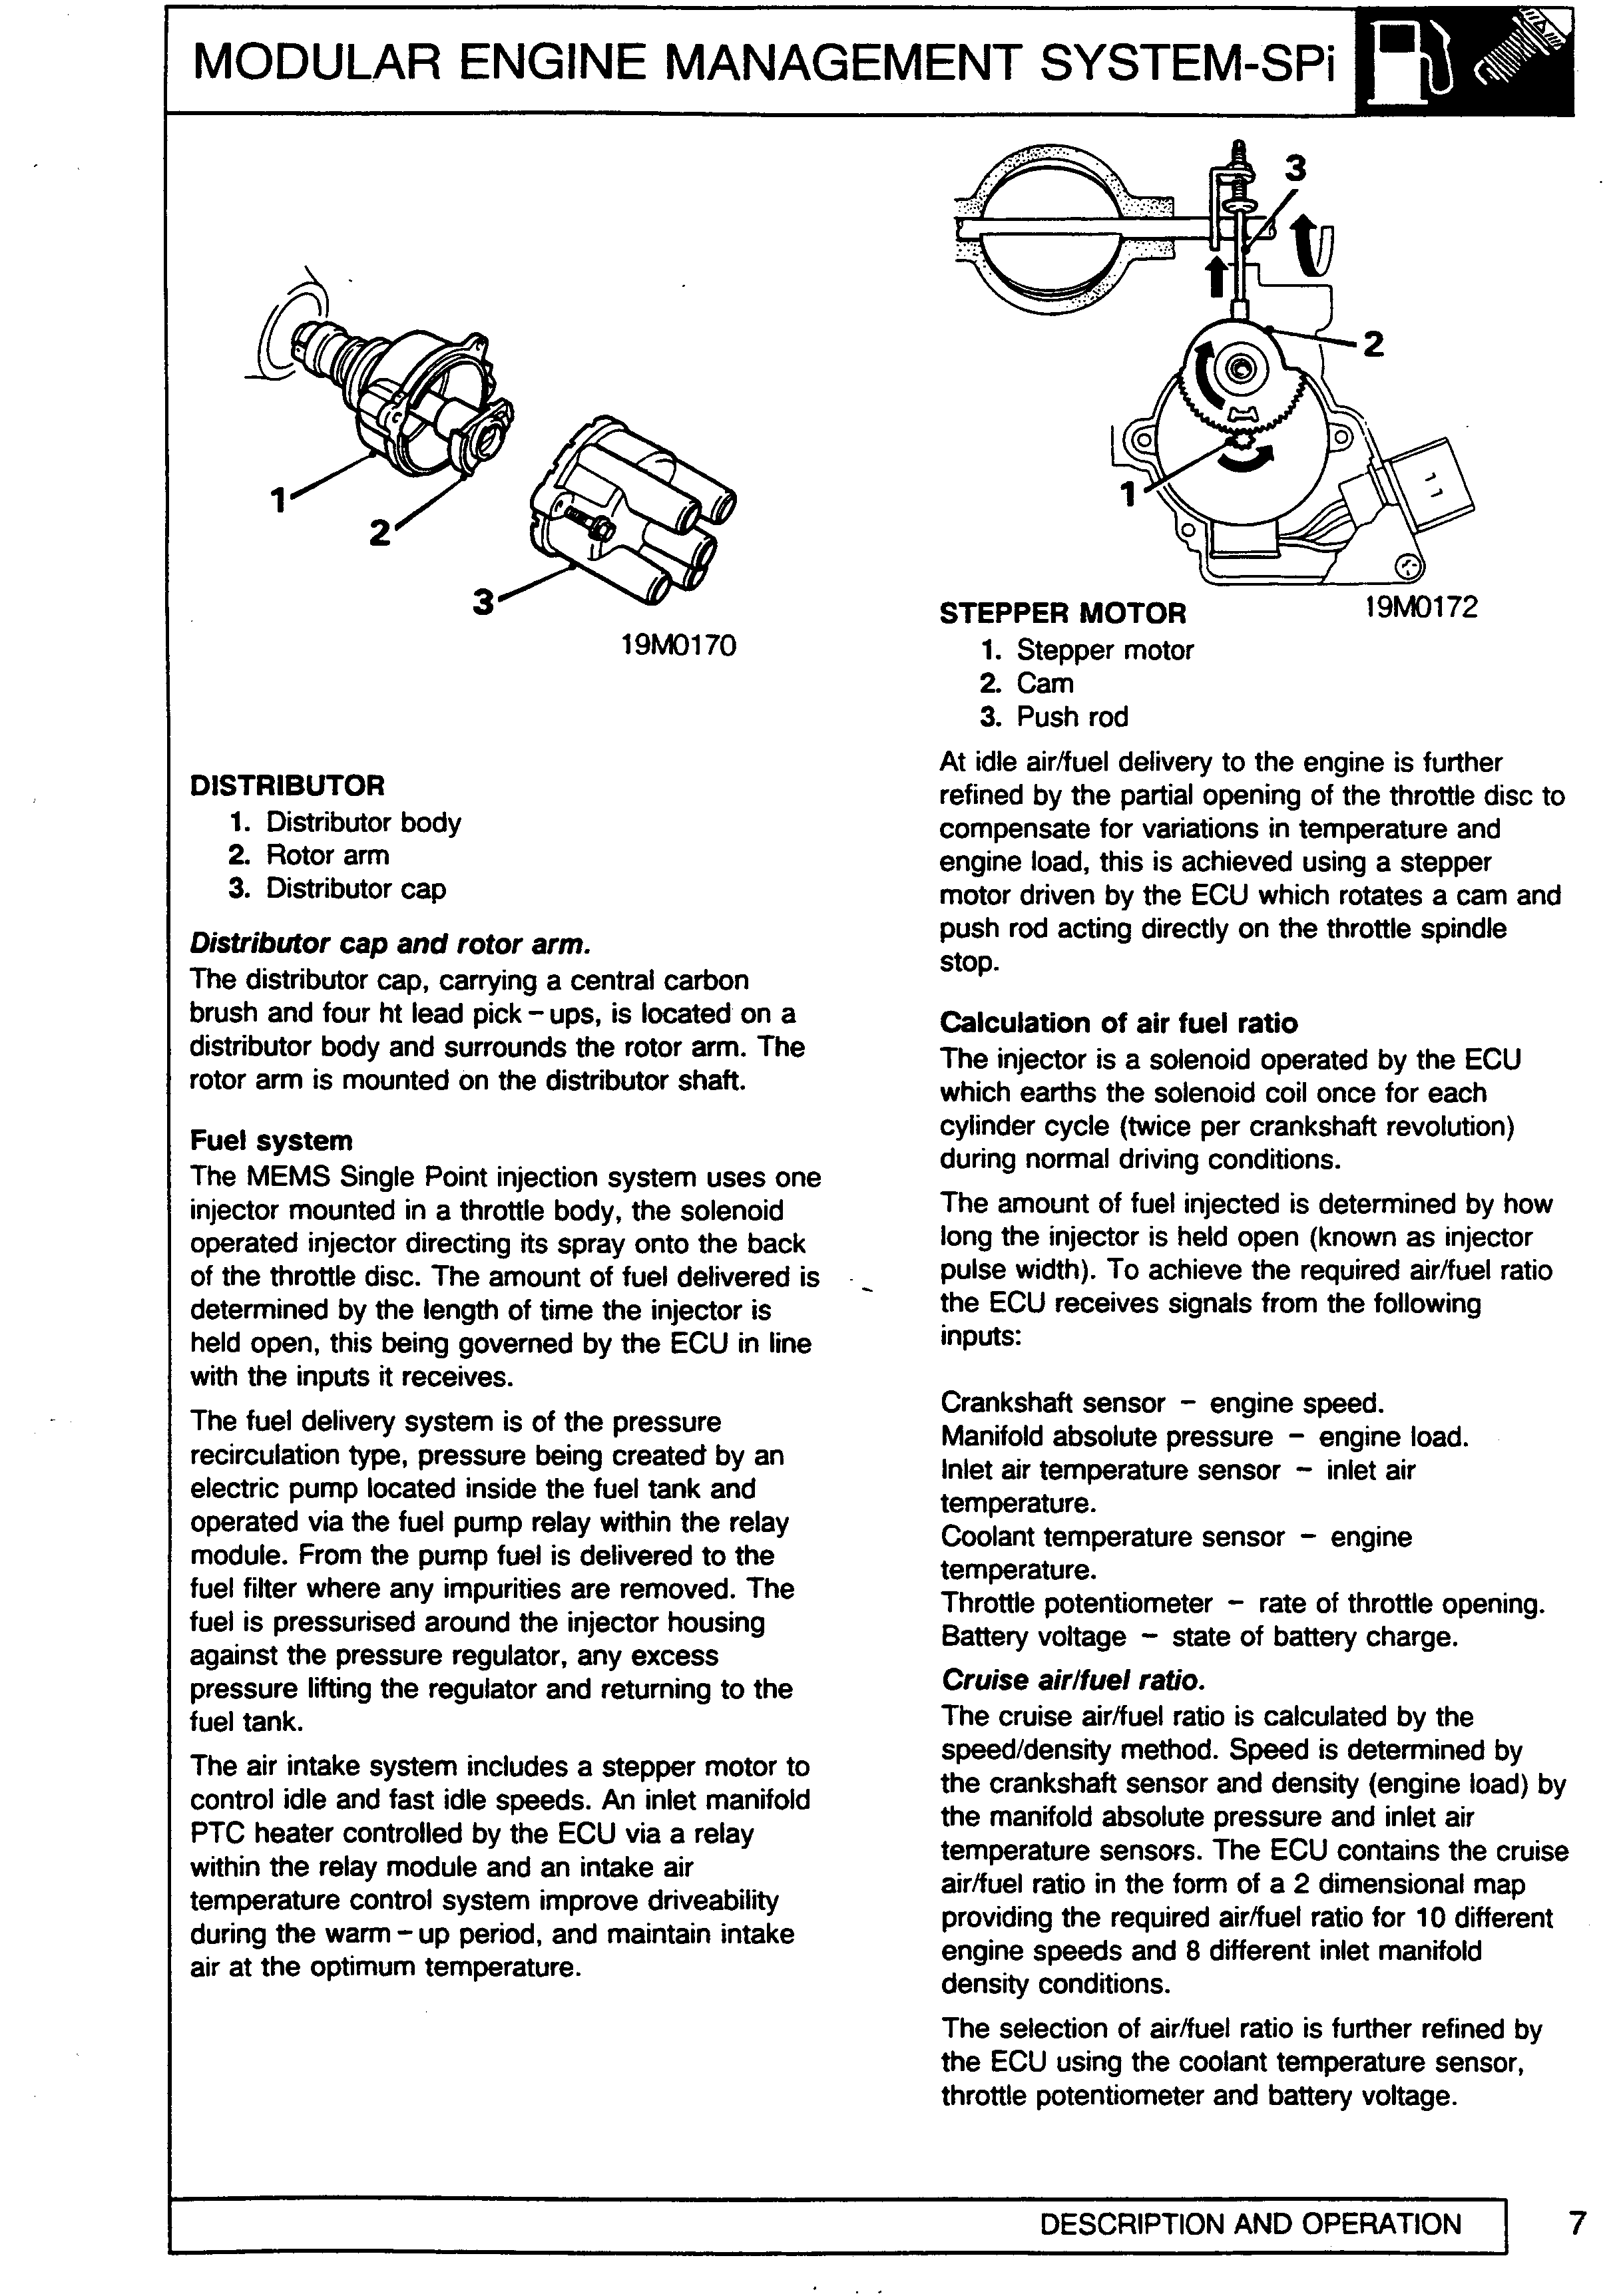 MODULAR ENGINE MANAGEMENT SYSTEM-SPi
1
2
3
19M0170
DISTRIBUTOR
1. Distributor body
2. Rotor arm
3. Distributor cap
Distributor cap and rotor arm.
The distributor cap, carrying a central carbon
brush and four ht lead pick-ups, is located on a
distributor body and surrounds the rotor arm. The
rotor arm is mounted on the distributor shaft.
Fuel system
The MEMS Single Point injection system uses one
injector mounted in a throttle body, the solenoid
operated injector directing its spray onto the back
of the throttle disc. The amount of fuel delivered is
determined by the length of time the injector is
held open, this being governed by the ECU in line
with the inputs it receives.
The fuel delivery system is of the pressure
recirculation type, pressure being created by an
electric pump located inside the fuel tank and
operated via the fuel pump relay within the relay
module. From the pump fuel is delivered to the
fuel filter where any impurities are removed. The
fuel is pressurised around the injector housing
against the pressure regulator, any excess
pressure lifting the regulator and returning to the
fuel tank.
The air intake system includes a stepper motor to
control idle and fast idle speeds. An inlet manifold
PTC heater controlled by the ECU via a relay
within the relay module and an intake air
temperature control system improve driveability
during the warm-up period, and maintain intake
air at the optimum temperature.
3
2
1
19M0172
STEPPER MOTOR
1. Stepper motor
2. Cam
3. Push rod
At idle air/fuel delivery to the engine is further
refined by the partial opening of the throttle disc to
compensate for variations in temperature and
engine load, this is achieved using a stepper
motor driven by the ECU which rotates a cam and
push rod acting directly on the throttle spindle
stop.
Calculation of air fuel ratio
The injector is a solenoid operated by the ECU
which earths the solenoid coil once for each
cylinder cycle (twice per crankshaft revolution)
during normal driving conditions.
The amount of fuel injected is determined by how
long the injector is held open (known as injector
pulse width). To achieve the required air/fuel ratio
the ECU receives signals from the following
inputs:
Crankshaft sensor - engine speed.
Manifold absolute pressure - engine load.
Inlet air temperature sensor - inlet air
temperature.
Coolant temperature sensor - engine
temperature.
Throttle potentiometer - rate of throttle opening.
Battery voltage - state of battery charge.
Cruise air/fuel ratio.
The cruise air/fuel ratio is calculated by the
speed/density method. Speed is determined by
the crankshaft sensor and density (engine load) by
the manifold absolute pressure and inlet air
temperature sensors. The ECU contains the cruise
air/fuel ratio in the form of a 2 dimensional map
providing the required air/fuel ratio for 10 different
engine speeds and 8 different inlet manifold
density conditions.
The selection of air/fuel ratio is further refined by
the ECU using the coolant temperature sensor,
throttle potentiometer and battery voltage.
DESCRIPTION AND OPERATION
7